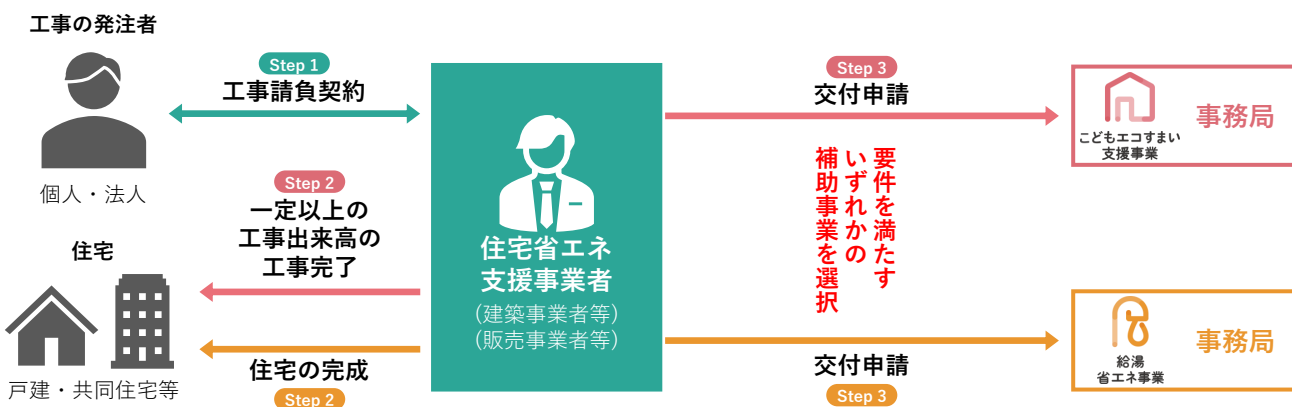 工事の発注者
個人・法人
住宅
戸建・共同住宅等
Step 1
工事請負契約
Step 2
一定以上の
工事出来高の
工事完了
住宅の完成
Step 2
住宅省エネ
支援事業者
(建築事業者等)
(販売事業者等)
Step 3
交付申請
要件を満たす
いずれかの
補助事業を選択
交付申請
Step 3
こどもエコすまい
支援事業
事務局
給湯
省エネ事業
事務局